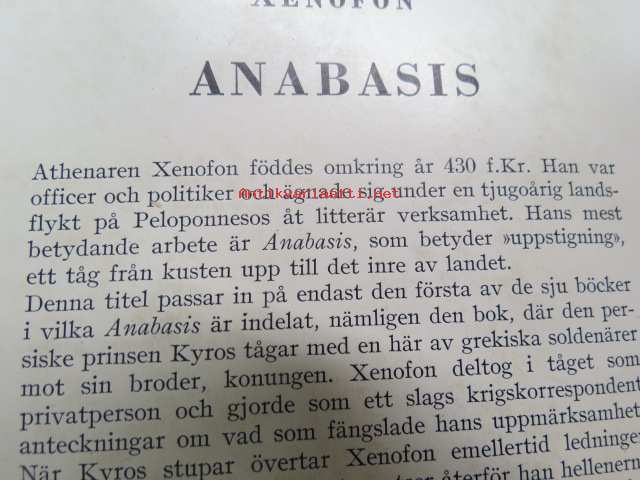 XENOFON
ANABASIS
Athenaren Xenofon föddes omkring år 430 f.Kr. Han var
officer och politiker och ägnade sig under en tjugoårig lands-
flykt på Peloponnesos åt litterär verksamhet. Hans mest
betydande arbete är Anabasis, som betyder »uppstigning»,
ett tåg från kusten upp till det inre av landet.
Denna titel passar in på endast den första av de sju böcker
i vilka Anabasis är indelat, nämligen den bok, där den per-
siske prinsen Kyros tågar med en här av grekiska soldenärer
mot sin broder, konungen. Xenofon deltog i tåget som
privatperson och gjorde som ett slags krigskorrespondent
anteckningar om vad som fängslade hans uppmärksamhet
När Kyros stupar övertar Xenofon emellertid ledninge
återför han hellenern